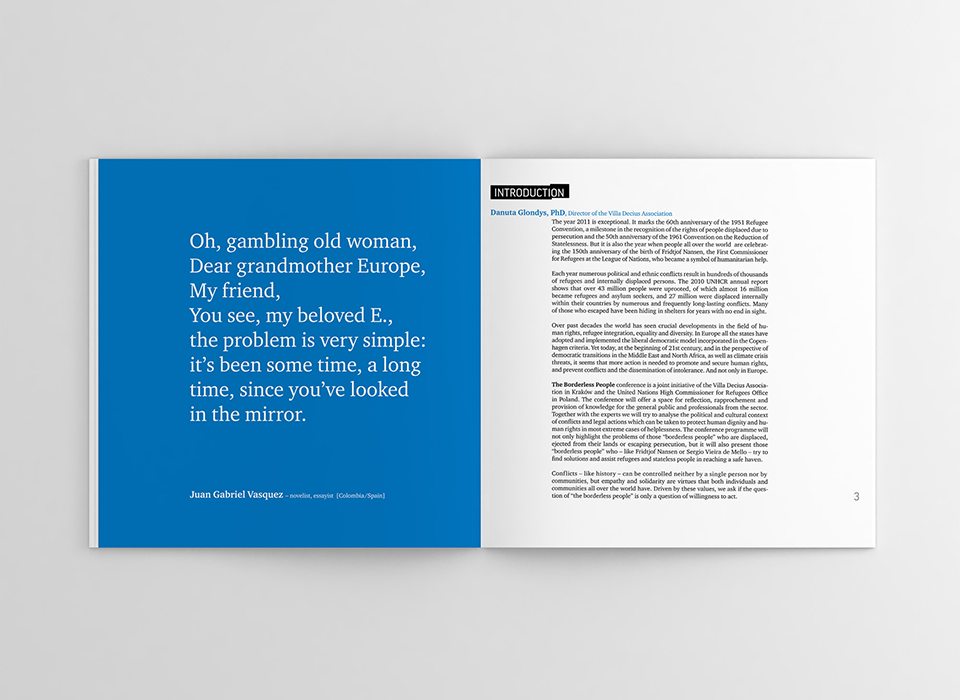 Oh, gambling old woman,
Dear grandmother Europe,
My friend,
You see, my beloved E.,
the problem is very simple:
it’s been some time, a long
time, since you’ve looked
in the mirror.
Juan Gabriel Vasquez – novelist, essayist [Colombia/Spain]
INTRODUCTION
Danuta Glondys, PhD, Director of the Villa Decius Association
The year 2011 is exceptional. It marks the 60th anniversary of the 1951 Refugee
Convention, a milestone in the recognition of the rights of people displaced due to
persecution and the 50th anniversary of the 1961 Convention on the Reduction of
Statelessness. But it is also the year when people all over the world are celebrat-
ing the 150th anniversary of the birth of Fridtjof Nansen, the First Commissioner
for Refugees at the League of Nations, who became a symbol of humanitarian help.
Each year numerous political and ethnic conflicts result in hundreds of thousands
of refugees and internally displaced persons. The 2010 UNHCR annual report
shows that over 43 million people were uprooted, of which almost 16 million
became refugees and asylum seekers, and 27 million were displaced internally
within their countries by numerous and frequently long-lasting conflicts. Many
of those who escaped have been hiding in shelters for years with no end in sight.
Over past decades the world has seen crucial developments in the field of hu-
man rights, refugee integration, equality and diversity. In Europe all the states have
adopted and implemented the liberal democratic model incorporated in the Copen-
hagen criteria. Yet today, at the beginning of 21st century, and in the perspective of
democratic transitions in the Middle East and North Africa, as well as climate crisis
threats, it seems that more action is needed to promote and secure human rights,
and prevent conflicts and the dissemination of intolerance. And not only in Europe.
The Borderless People conference is a joint initiative of the Villa Decius Associa-
tion in Kraków and the United Nations High Commissioner for Refugees Office
in Poland. The conference will offer a space for reflection, rapprochement and
provision of knowledge for the general public and professionals from the sector.
Together with the experts we will try to analyse the political and cultural context
of conflicts and legal actions which can be taken to protect human dignity and hu-
man rights in most extreme cases of helplessness. The conference programme will
not only highlight the problems of those “borderless people” who are displaced,
ejected from their lands or escaping persecution, but it will also present those
“borderless people” who – like Fridtjof Nansen or Sergio Vieira de Mello – try to
find solutions and assist refugees and stateless people in reaching a safe haven.
Conflicts – like history – can be controlled neither by a single person nor by
communities, but empathy and solidarity are virtues that both individuals and
communities all over the world have. Driven by these values, we ask if the ques-
tion of “the borderless people” is only a question of willingness to act.
3